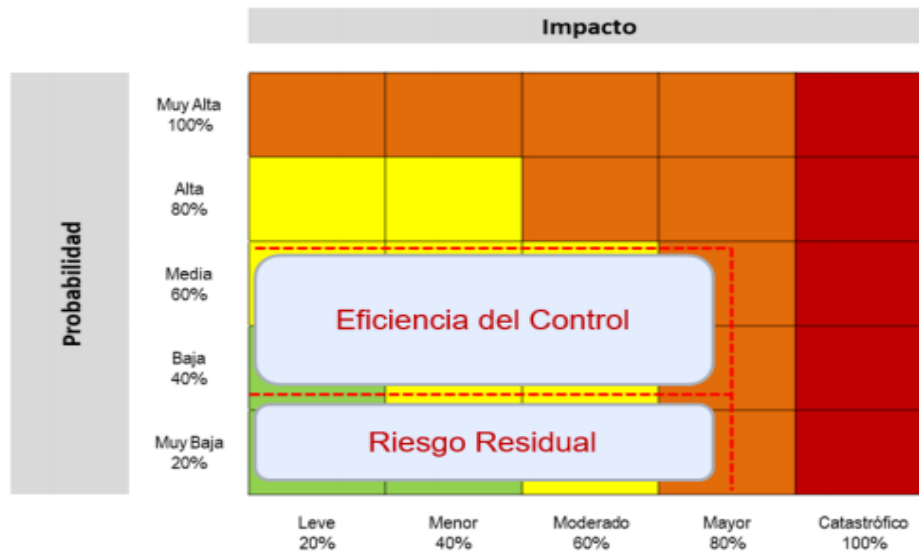 Impacto
Probabilidad
Muy Alta
100%
Alta
80%
Media
60%
Eficiencia del Control
Baja
40%
Muy Baja
20%
Riesgo Residual
Leve
20%
Menor
40%
Moderado
60%
Mayor
80%
Catastrófico
100%